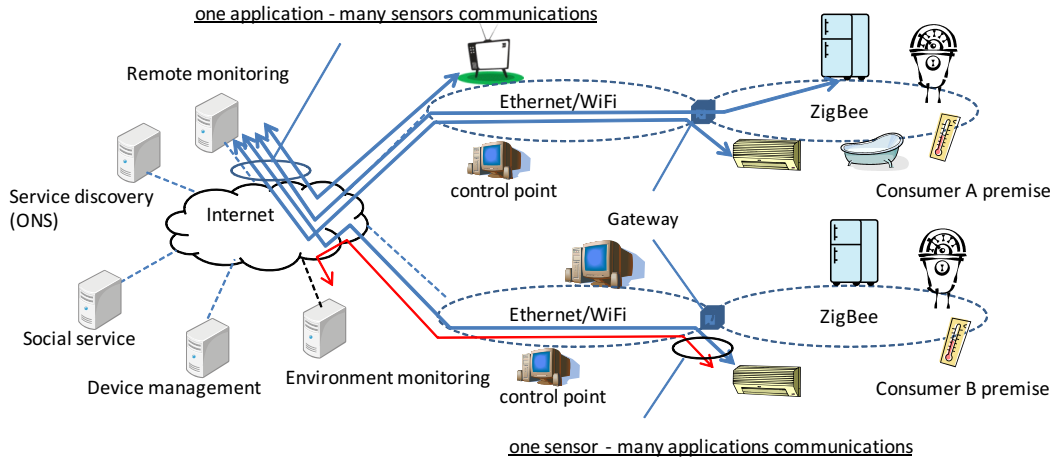 one application - many sensors communications
Remote monitoring
Ethernet/WiFi
ZigBee
control point
Consumer A premise
Service discovery
(ONS)
Internet
Gateway
Ethernet/WiFi
ZigBee
Social service
Device management
Environment monitoring
control point
Consumer B premise
one sensor - many applications communications